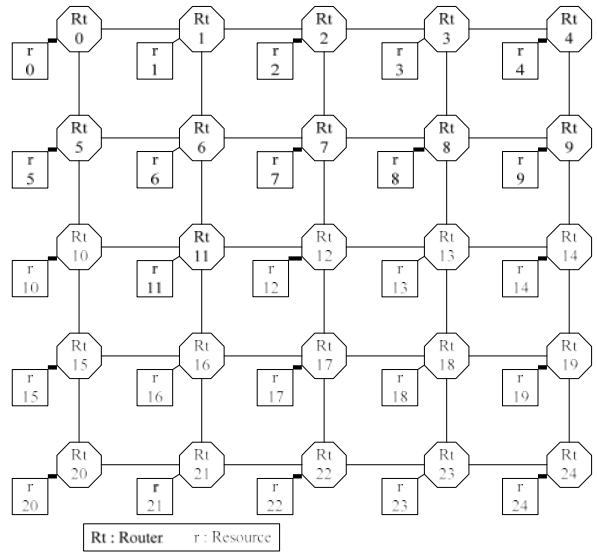 Rt Rt Rt Rt Rt
0 1 2 3 4
r r r r r
0 1 2 3 4
Rt Rt Rt Rt Rt
5 6 7 8 9
r r r r r
5 6 7 8 9
Rt Rt Rt Rt Rt
10 11 12 13 14
r r r r r
10 11 12 13 14
Rt Rt Rt Rt Rt
15 16 17 18 19
r r r r r
15 16 17 18 19
Rt Rt Rt Rt Rt
20 21 22 23 24
r r r r r
20 21 22 23 24
Rt : Router r : Resource